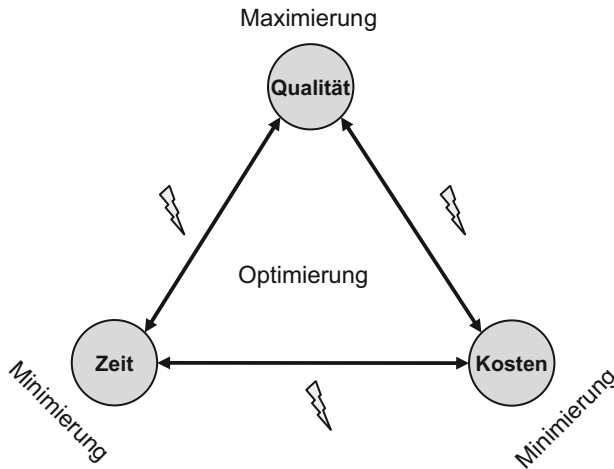 Maximierung
Qualität
Optimierung
Zeit
Kosten
Minimierung
Minimierung